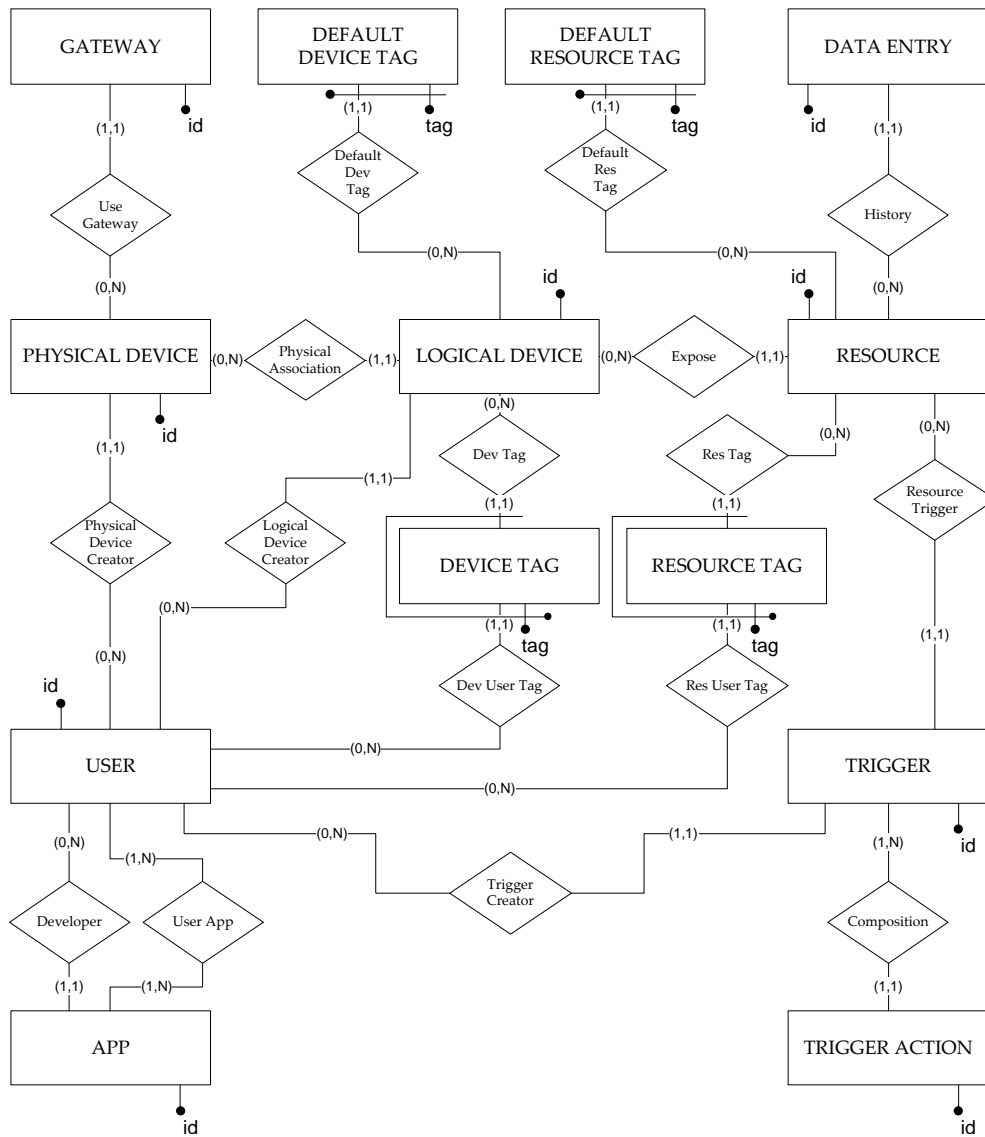 GATEWAY
DEFAULT
DEVICE TAG
DEFAULT
RESOURCE TAG
DATA ENTRY
id
tag
tag
id
(1,1)
(1,1)
(1,1)
(1,1)
Use
Gateway
Default
Dev
Tag
Default
Res
Tag
History
(0,N)
(0,N)
(0,N)
(0,N)
id
id
PHYSICAL DEVICE
(0,N)
Physical
Association
(1,1)
LOGICAL DEVICE
(0,N)
Expose
(1,1)
RESOURCE
id
(1,1)
(1,1)
(0,N)
Dev Tag
(1,1)
Res Tag
(0,N)
(1,1)
(0,N)
Resource
Trigger
(1,1)
Physical
Device
Creator
Logical
Device
Creator
(0,N)
(0,N)
DEVICE TAG
RESOURCE TAG
(1,1)
tag
(1,1)
tag
Dev User Tag
Res User Tag
(0,N)
(0,N)
id
USER
TRIGGER
id
(0,N)
(1,N)
(0,N)
Trigger
Creator
(1,1)
(1,N)
Developer
User App
Composition
(1,1)
(1,N)
(1,1)
APP
TRIGGER ACTION
id
id